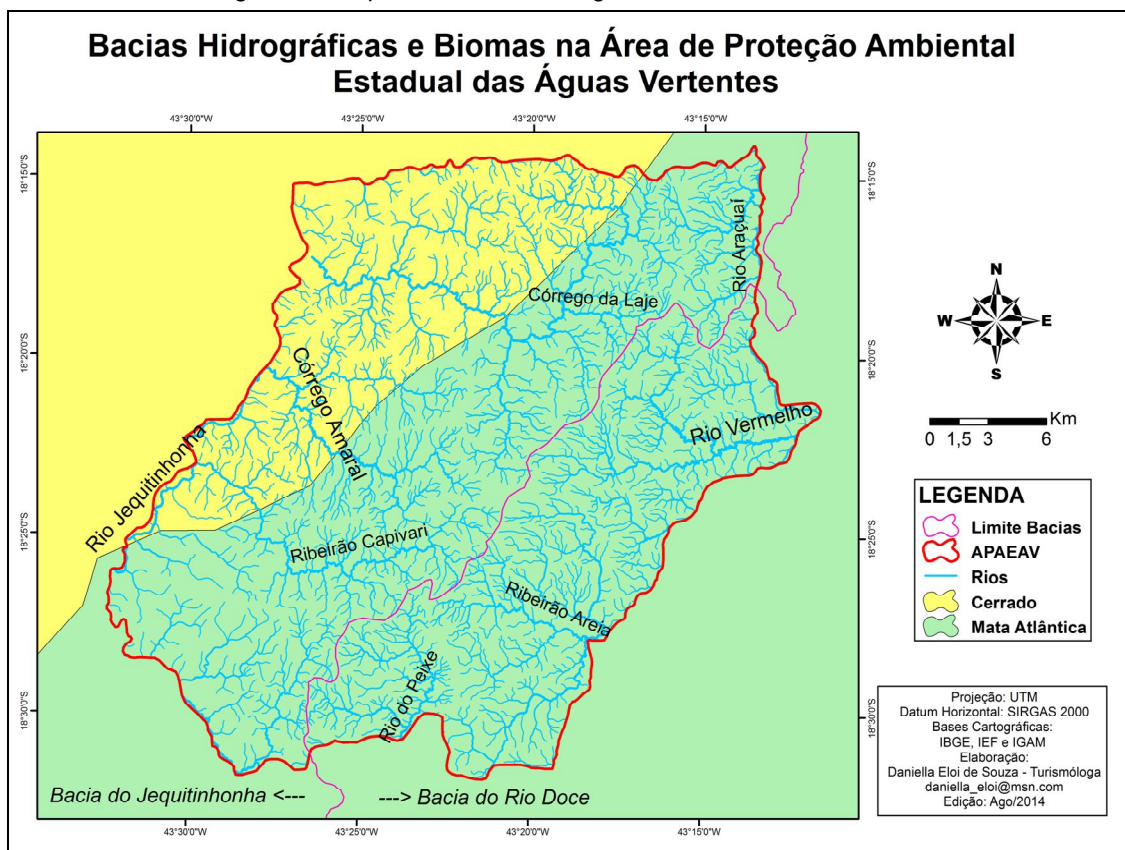 Bacias Hidrográficas e Biomas na Área de Proteção Ambiental
Estadual das Águas Vertentes
43°30'0"W
43°25'0"W
43°20'0"W
43°15'0"W
18°15'0"S
18°15'0"S
Rio Araçuaí
Córrego da Laje
N
W
E
S
18°20'0"S
18°20'0"S
Córrego Amaral
Rio Vermelho
Km
0 1,5 3 6
Rio Jequitinhonha
LEGENDA
Limite Bacias
APAEAV
Rios
Cerrado
Mata Atlântica
18°25'0"S
18°25'0"S
Ribeirão Capivari
Ribeirão Areia
Rio do Peixe
18°30'0"S
18°30'0"S
Projeção: UTM
Datum Horizontal: SIRGAS 2000
Bases Cartográficas:
IBGE, IEF e IGAM
Elaboração:
Daniella Eloi de Souza - Turismóloga
daniella_eloi@msn.com
Edição: Ago/2014
Bacia do Jequitinhonha <--- ---> Bacia do Rio Doce
43°30'0"W
43°25'0"W
43°20'0"W
43°15'0"W